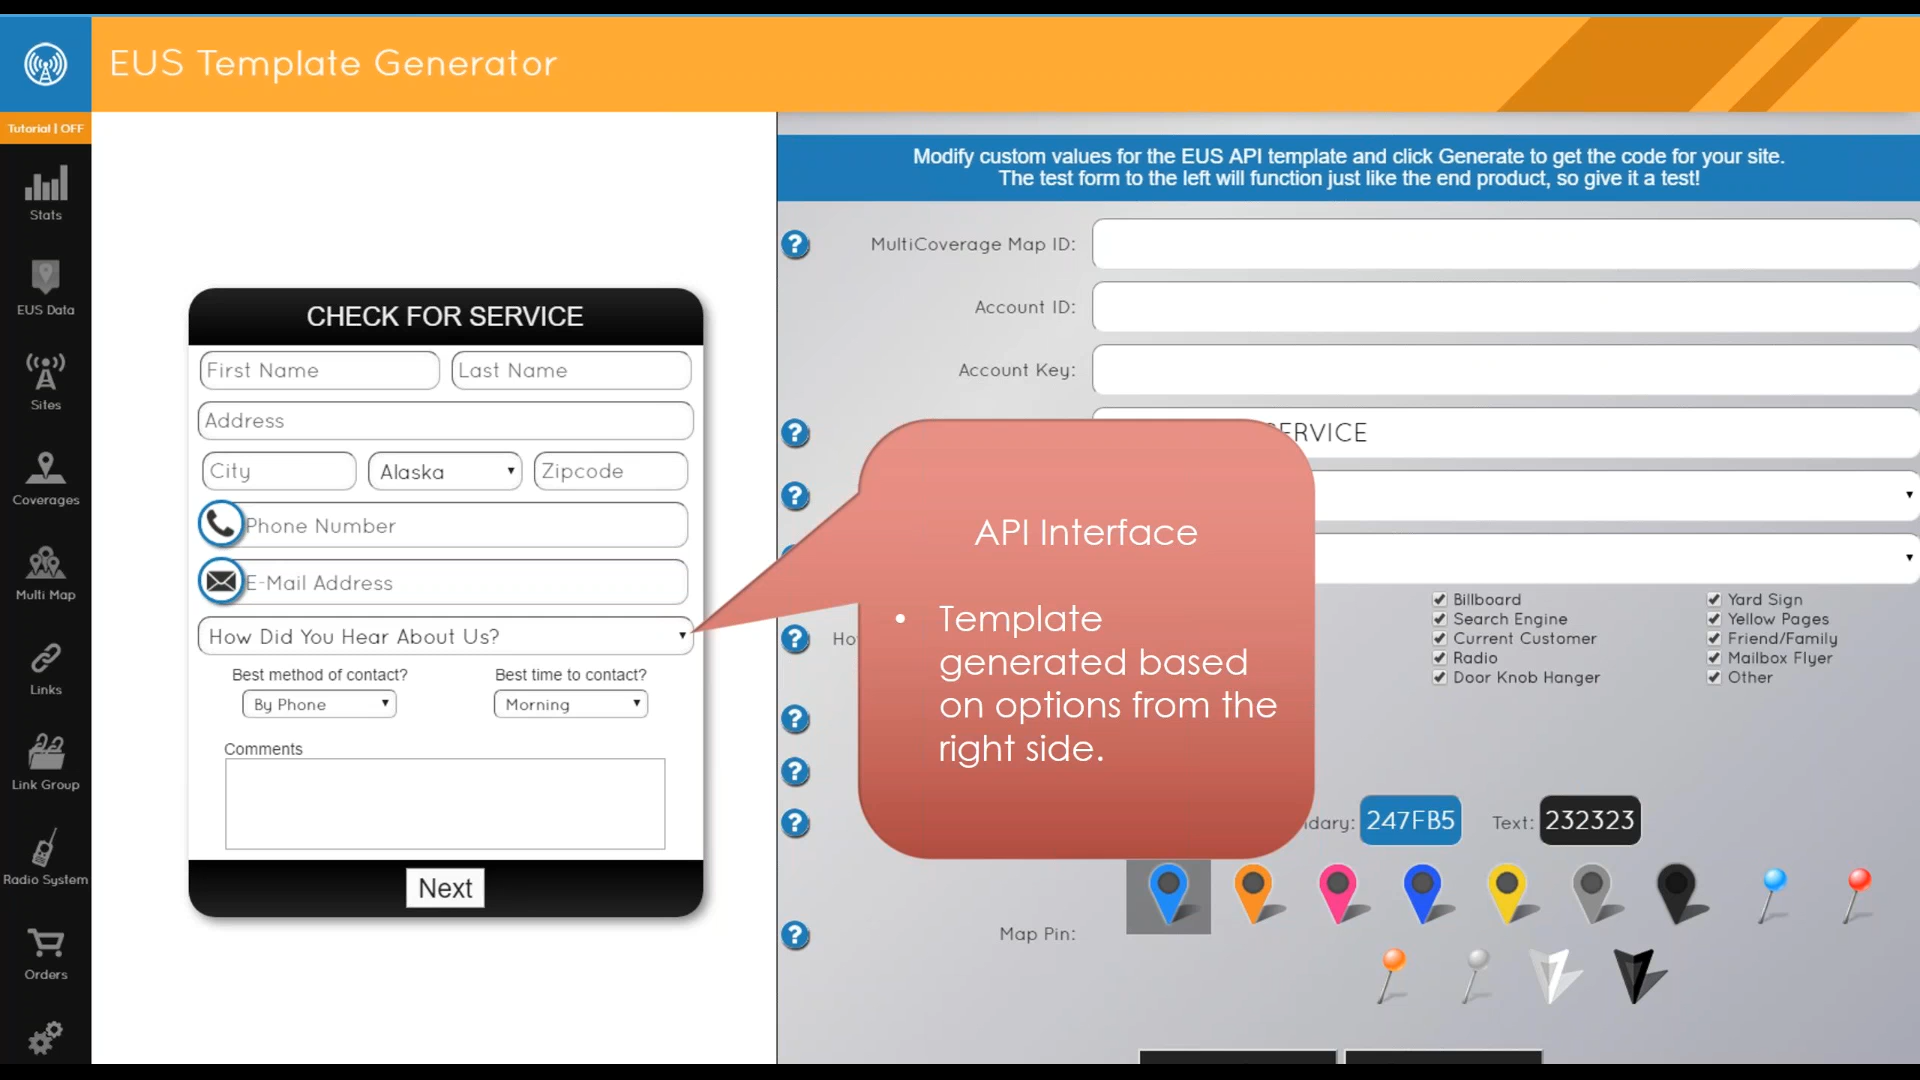 EUS Template Generator
Tutorial | OFF
Stats
EUS Data
Sites
Coverages
Multi Map
Links
Link Group
Radio System
Orders
CHECK FOR SERVICE
First Name
Last Name
Address
City
Alaska
Zipcode
Phone Number
E-Mail Address
How Did You Hear About Us?
Best method of contact?
Best time to contact?
By Phone
Morning
Comments
Next
Modify custom values for the EUS API template and click Generate to get the code for your site.
The test form to the left will function just like the end product, so give it a test!
MultiCoverage Map ID:
Account ID:
Account Key:
SERVICE
API Interface
• Template
generated based
on options from the
right side.
Billboard
Search Engine
Current Customer
Radio
Door Knob Hanger
Yard Sign
Yellow Pages
Friend/Family
Mailbox Flyer
Other
247FB5
Text: 232323
Map Pin: